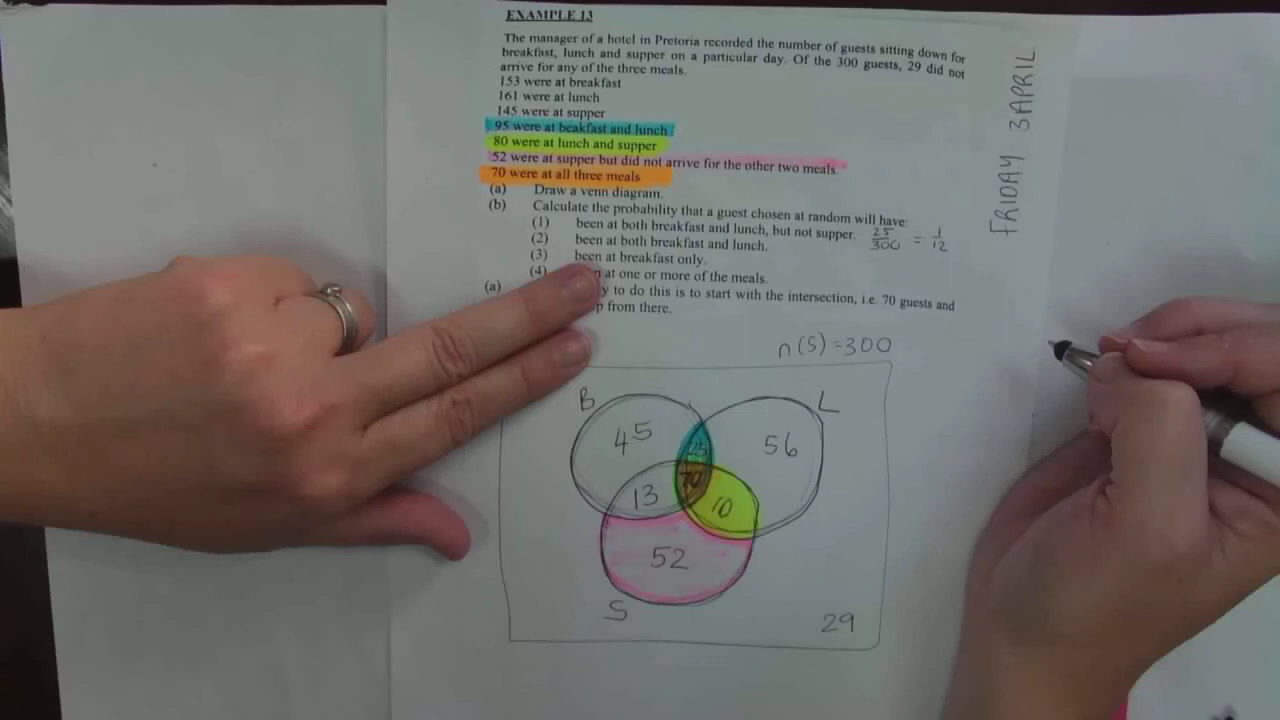 EXAMPLE 13
The manager of a hotel in Pretoria recorded the number of guests sitting down for
breakfast, lunch and supper on a particular day. Of the 300 guests, 29 did not
arrive for any of the three meals.
153 were at breakfast
161 were at lunch
145 were at supper
95 were at beakfast and lunch
80 were at lunch and supper
52 were at supper but did not arrive for the other two meals.
70 were at all three meals
(a) Draw a venn diagram.
(b) Calculate the probability that a guest chosen at random will have:
(1) been at both breakfast and lunch, but not supper. 25/300 = 1/12
(2) been at both breakfast and lunch.
(3) been at breakfast only.
(4) at one or more of the meals.
(a) to do this is to start with the intersection, i.e. 70 guests and
from there.
FRIDAY 3 APRIL
n(S) = 300
B L
45 25 56
13 70 10
52
S 29